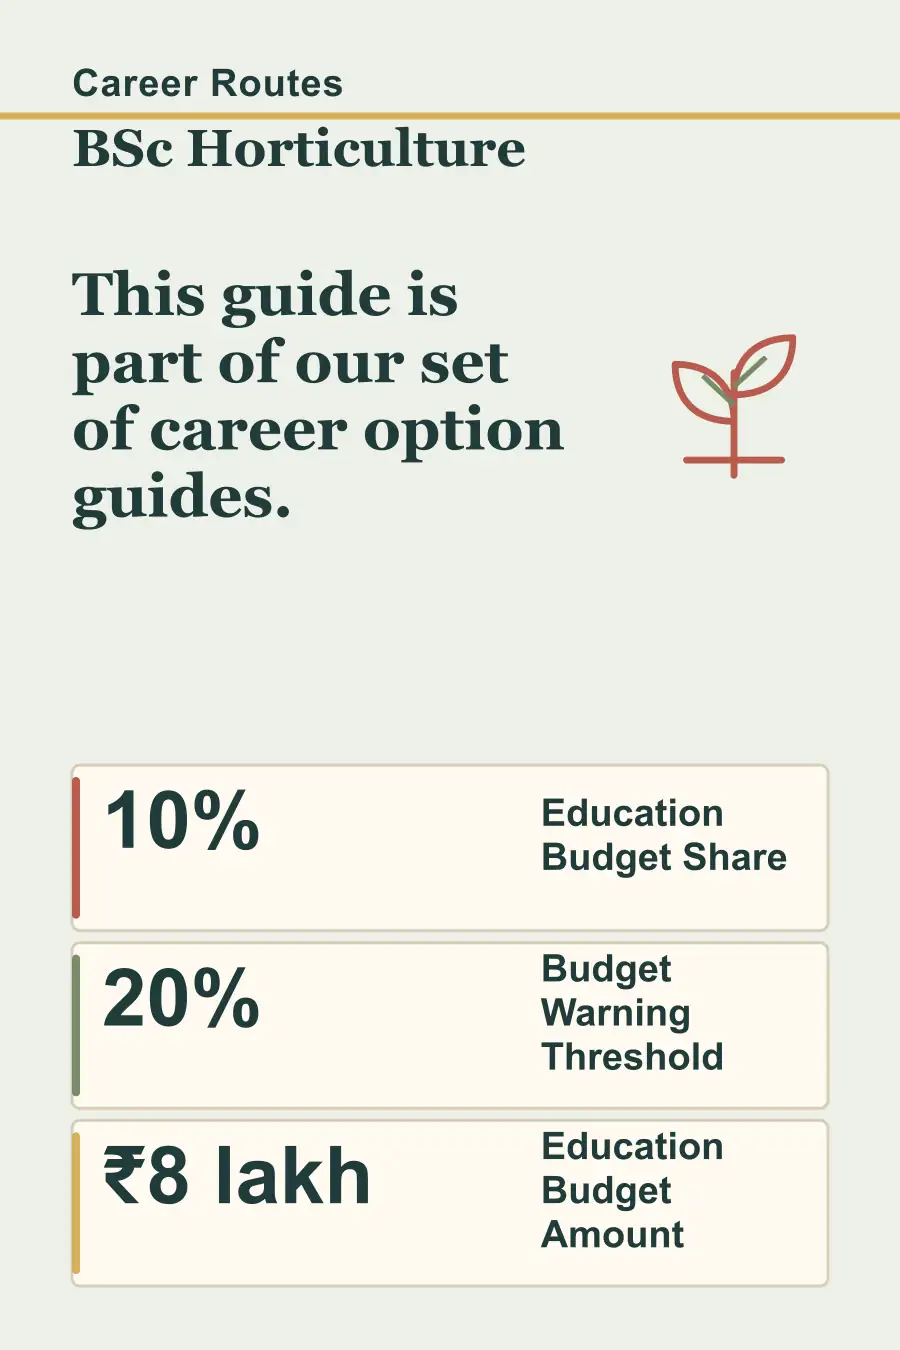 Career Routes
BSc Horticulture
This guide is
part of our set
of career option
guides.
10%
Education
Budget Share
20%
Budget
Warning
Threshold
₹8 lakh
Education
Budget
Amount